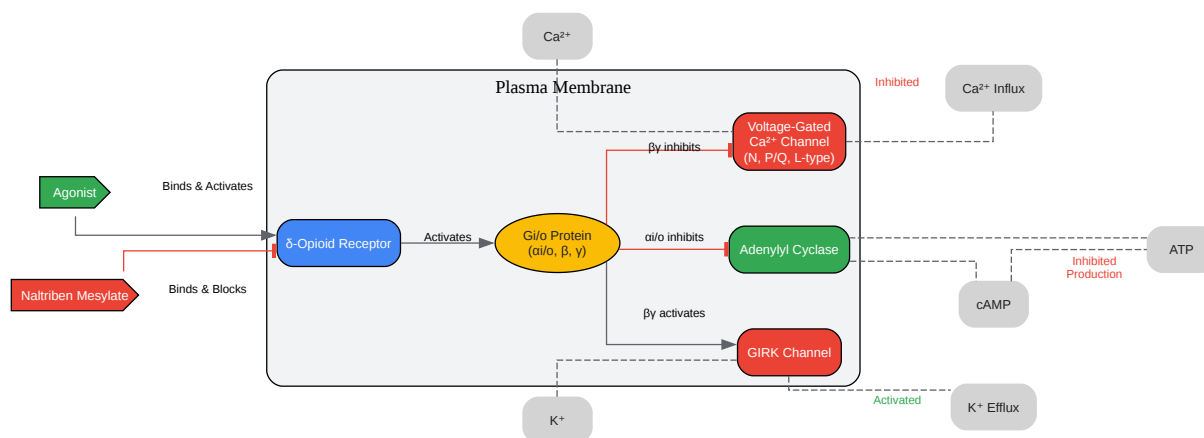 Ca²⁺
Plasma Membrane
Inhibited
Ca²⁺ Influx
Voltage-Gated
Ca²⁺ Channel
(N, P/Q, L-type)
βγ inhibits
Binds & Activates
Agonist
δ-Opioid Receptor
Activates
Gi/o Protein
(αi/o, β, γ)
αi/o inhibits
Adenylyl Cyclase
ATP
Inhibited
Production
Binds & Blocks
Naltriben Mesylate
cAMP
βγ activates
GIRK Channel
Activated
K⁺ Efflux
K⁺